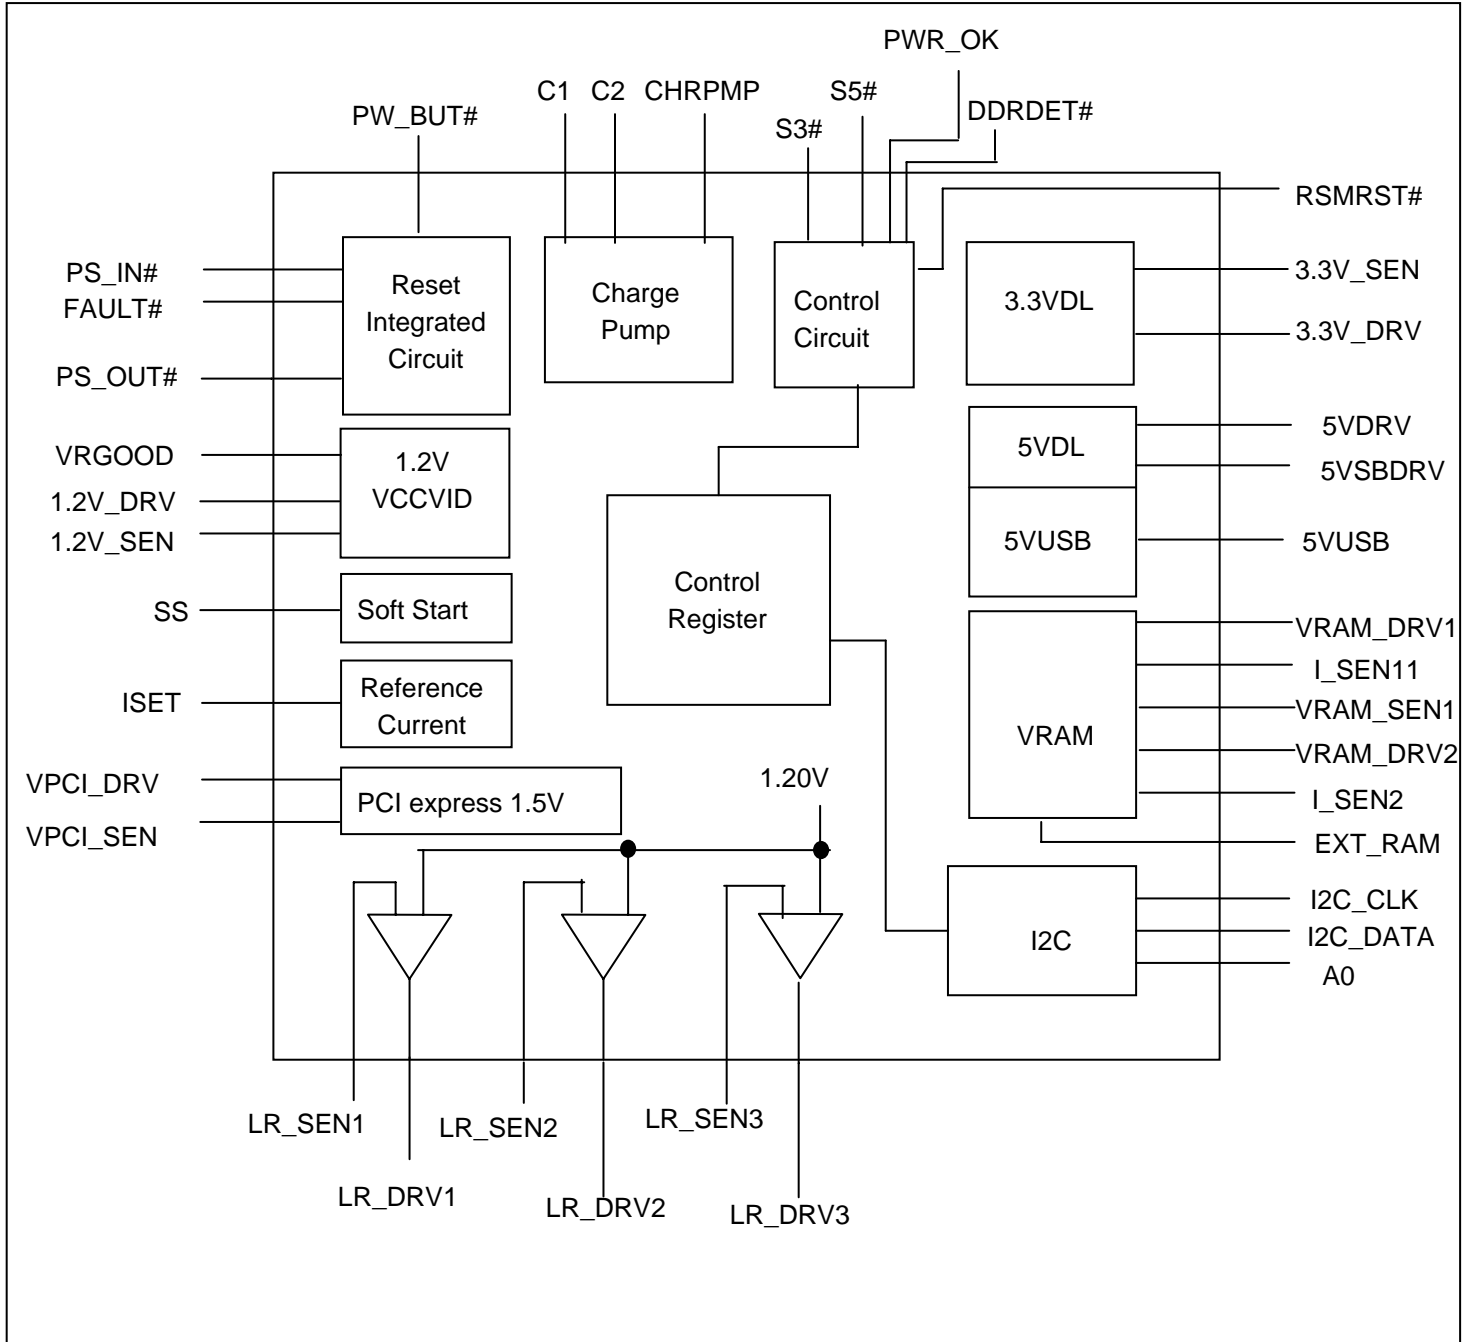 PWR_OK
C1 C2 CHRPMP
S5#
PW_BUT#
S3#
DDRDET#
RSMRST#
PS_IN#
FAULT#
PS_OUT#
Reset
Integrated
Circuit
Charge
Pump
Control
Circuit
3.3VDL
3.3V_SEN
3.3V_DRV
VRGOOD
1.2V_DRV
1.2V_SEN
1.2V
VCCVID
5VDL
5VDRV
5VSBDRV
5VUSB
5VUSB
SS
Soft Start
Control
Register
ISET
Reference
Current
VRAM
VRAM_DRV1
I_SEN11
VRAM_SEN1
VRAM_DRV2
I_SEN2
EXT_RAM
VPCI_DRV
VPCI_SEN
PCI express 1.5V
1.20V
I2C
I2C_CLK
I2C_DATA
A0
LR_SEN1
LR_SEN2
LR_SEN3
LR_DRV1
LR_DRV2
LR_DRV3